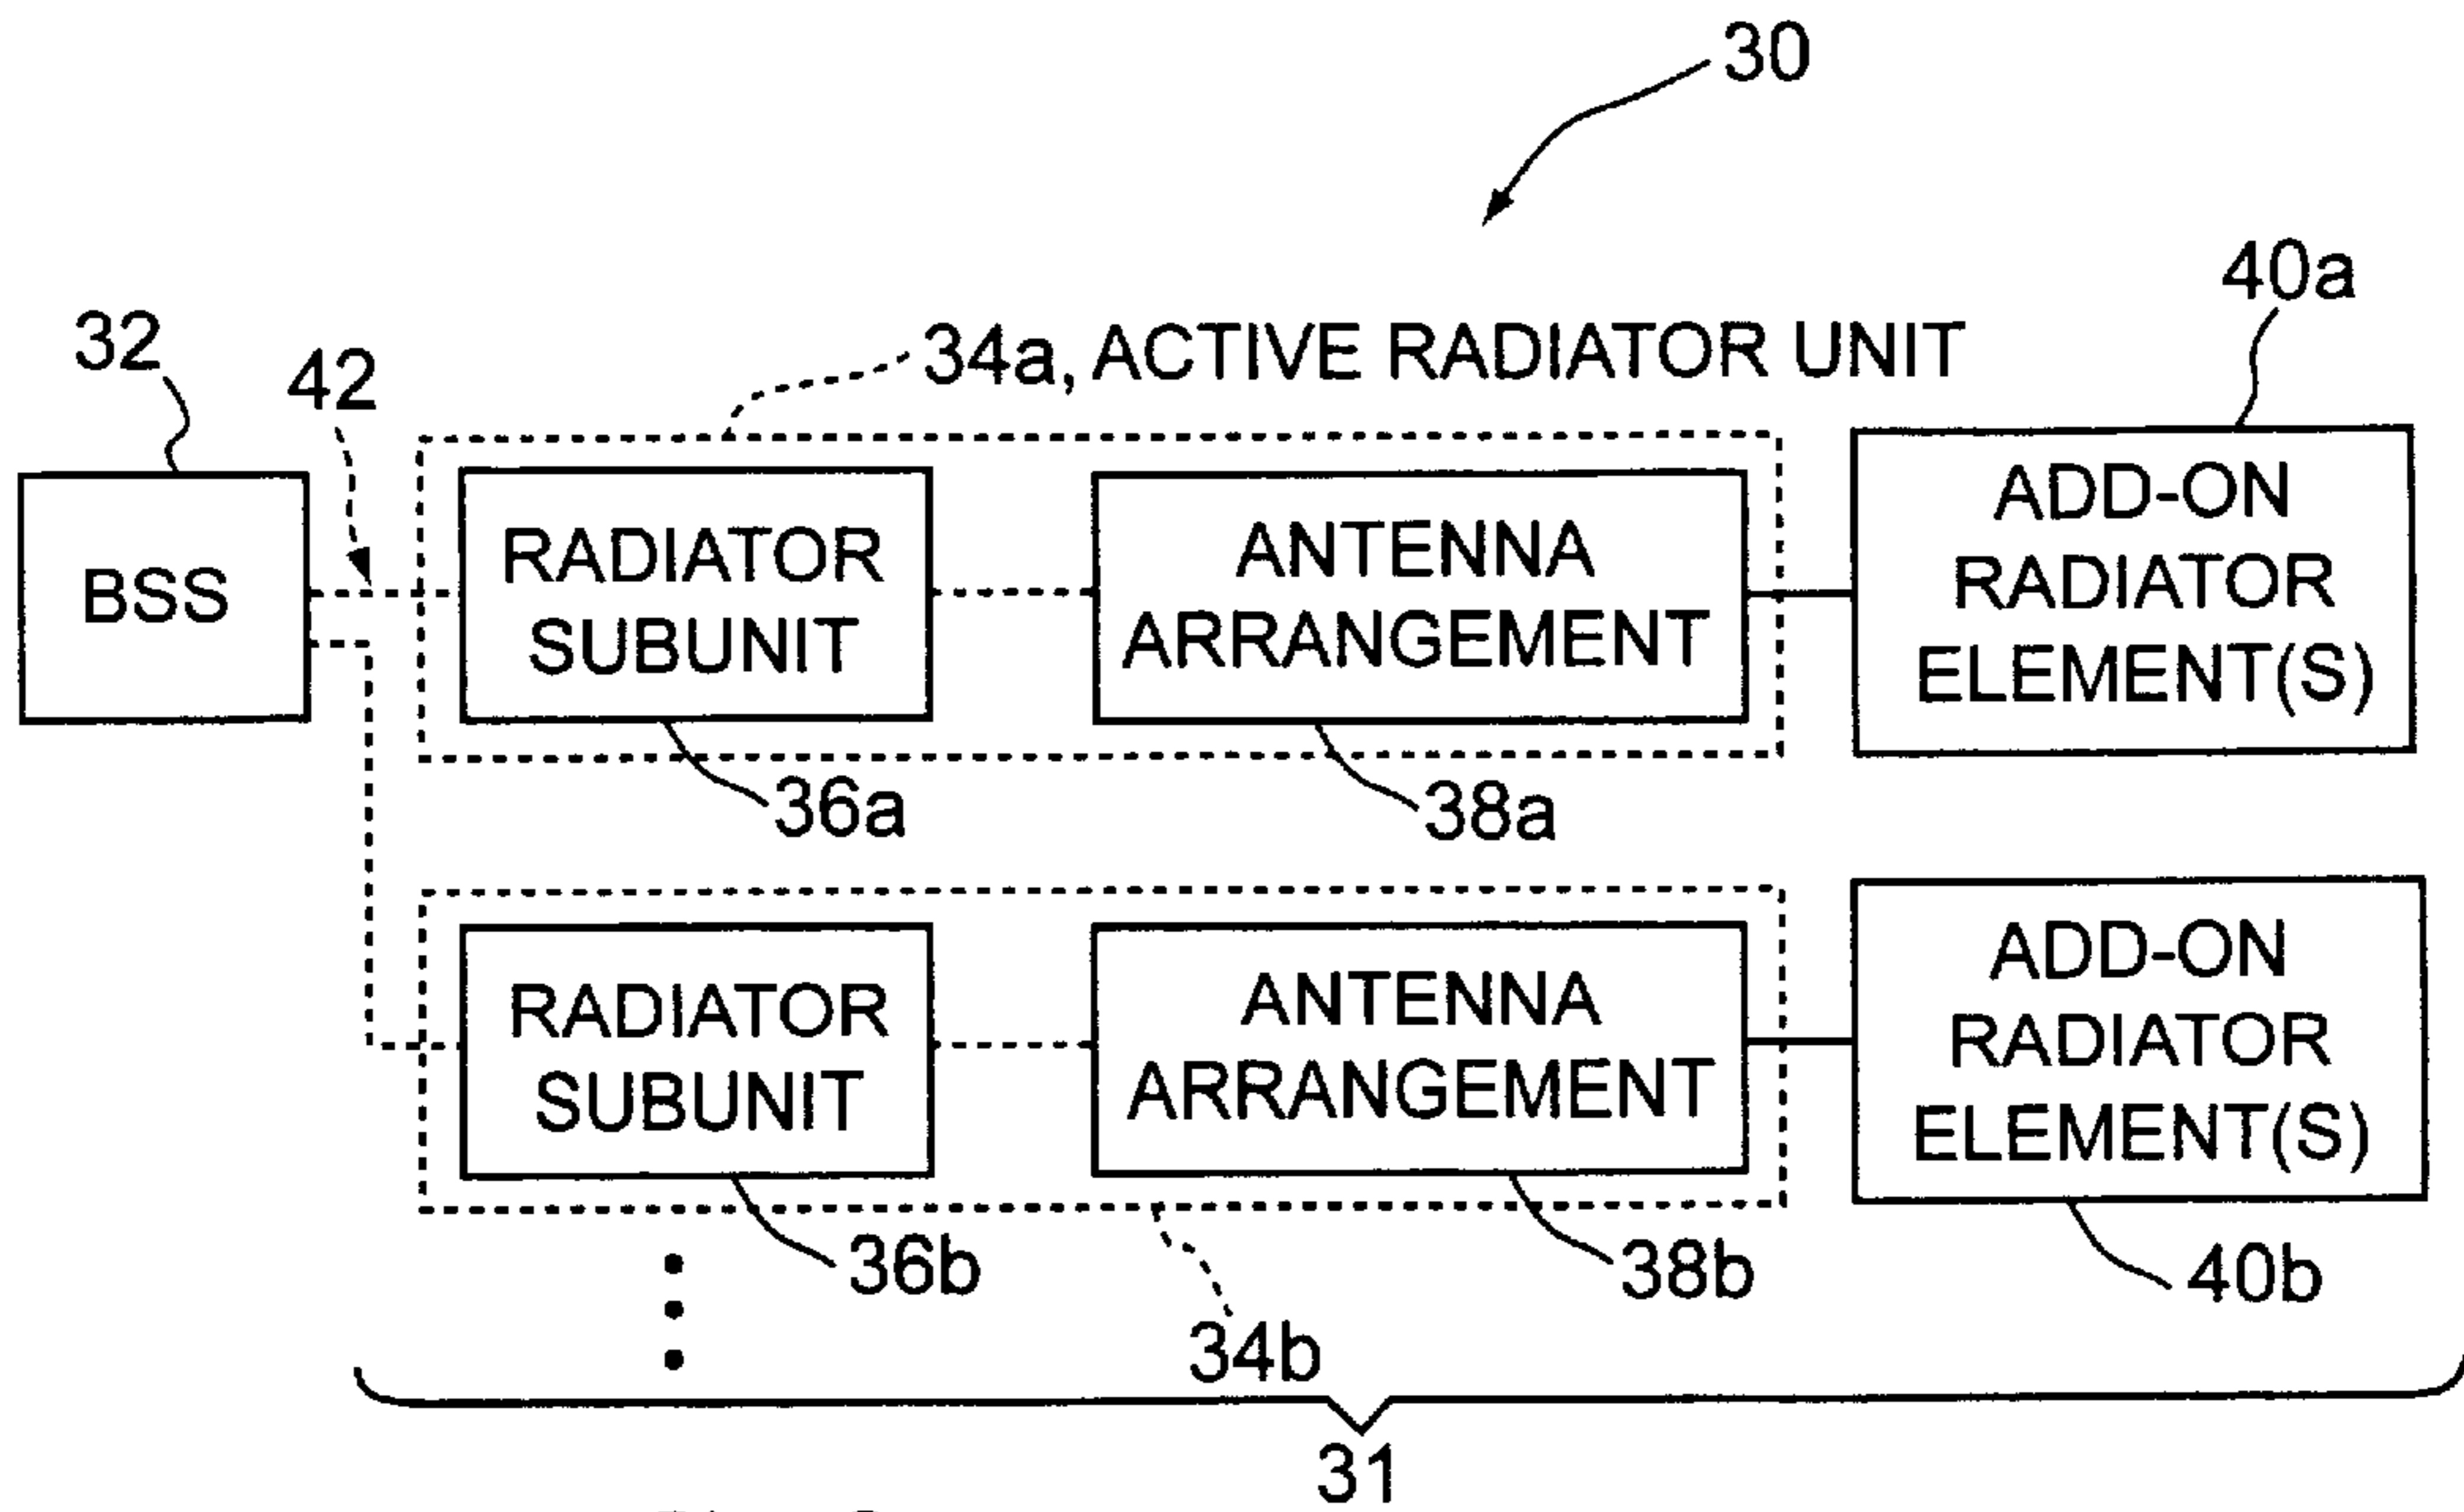 30
40a
32
42
34a, ACTIVE RADIATOR UNIT
BSS
RADIATOR
SUBUNIT
ANTENNA
ARRANGEMENT
ADD-ON
RADIATOR
ELEMENT(S)
36a
38a
RADIATOR
SUBUNIT
ANTENNA
ARRANGEMENT
ADD-ON
RADIATOR
ELEMENT(S)
36b
38b
40b
34b
31